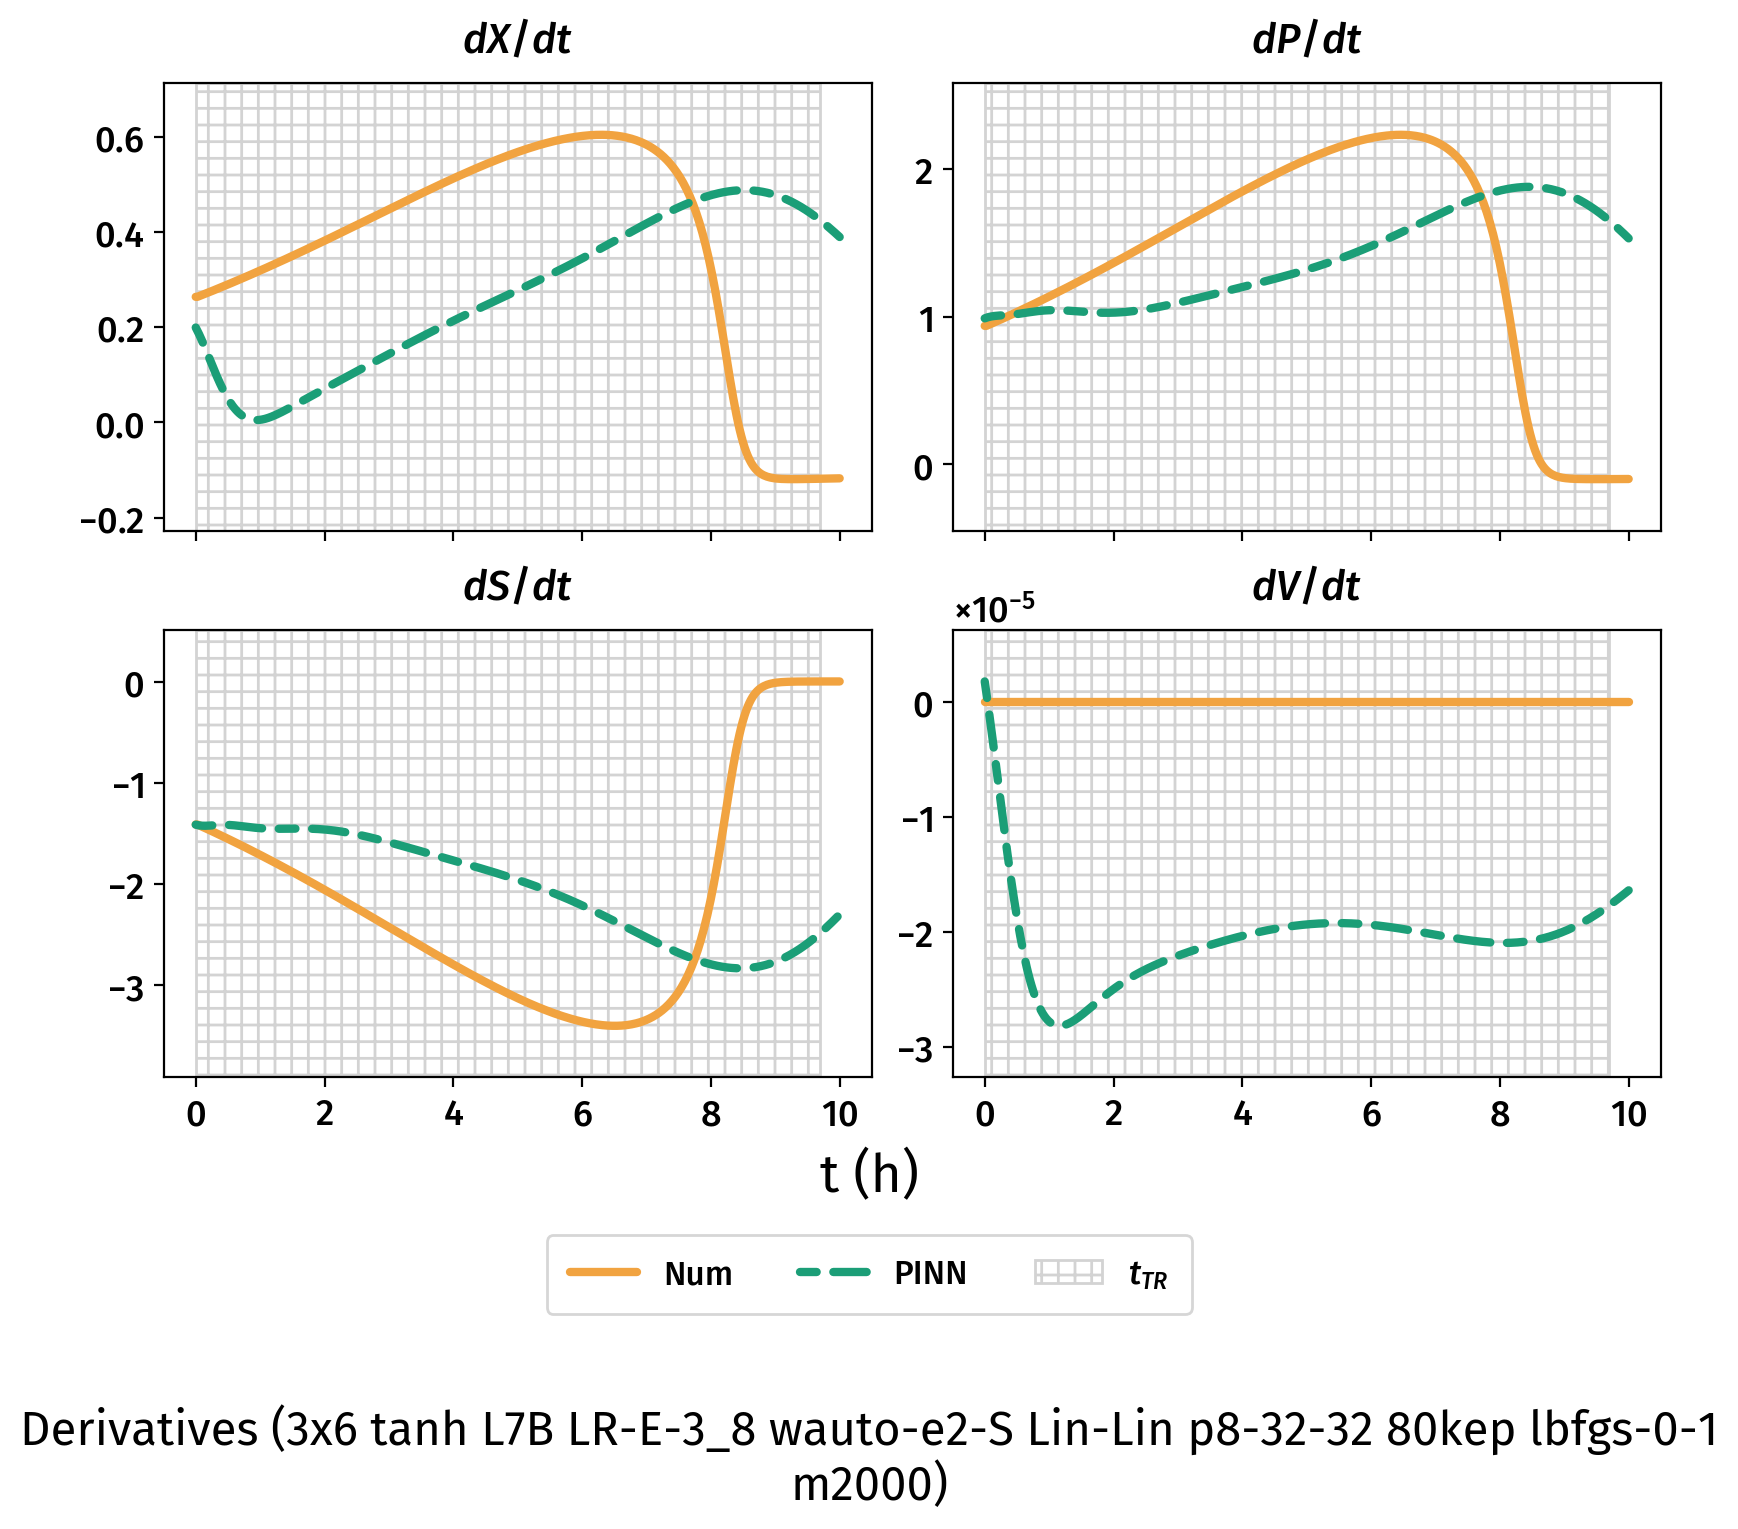 dX/dt
dP/dt
0.6
0.4
0.2
0.0
−0.2
2
1
0
dS/dt
dV/dt
×10⁻⁵
0
−1
−2
−3
0
−1
−2
−3
0 2 4 6 8 10
0 2 4 6 8 10
t (h)
Num PINN t_TR
Derivatives (3x6 tanh L7B LR-E-3_8 wauto-e2-S Lin-Lin p8-32-32 80kep lbfgs-0-1
m2000)